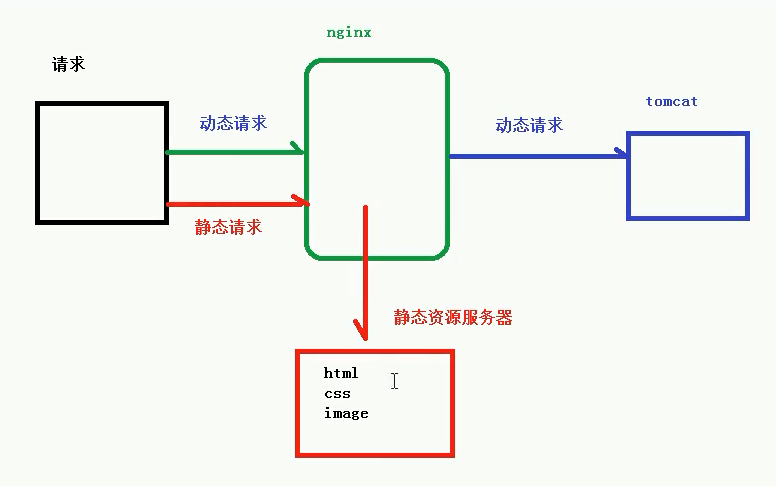 nginx
请求
tomcat
动态请求
动态请求
静态请求
静态资源服务器
html
css
image